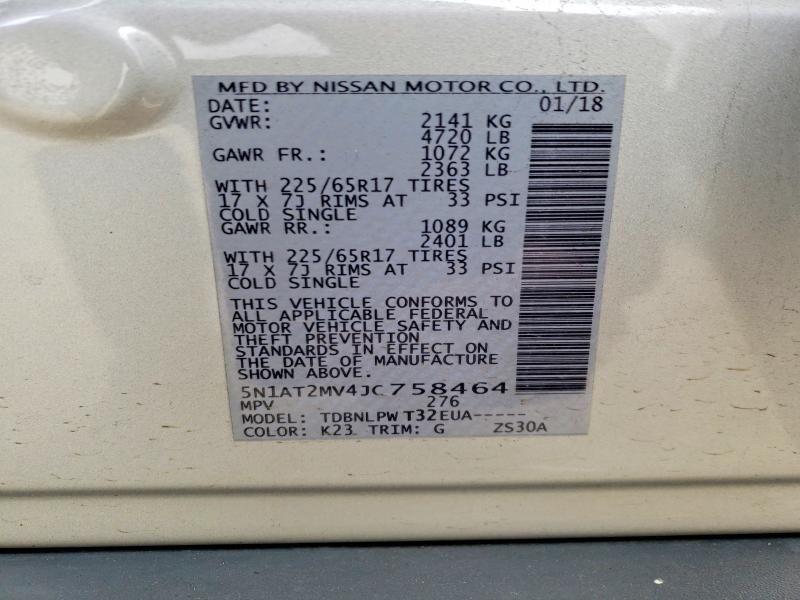 MFD BY NISSAN MOTOR CO., LTD.
DATE: 01/18
GVWR: 2141 KG
4720 LB
GAWR FR.: 1072 KG
2363 LB
WITH 225/65R17 TIRES
17 X 7J RIMS AT 33 PSI
COLD SINGLE
GAWR RR.: 1089 KG
2401 LB
WITH 225/65R17 TIRES
17 X 7J RIMS AT 33 PSI
COLD SINGLE
THIS VEHICLE CONFORMS TO
ALL APPLICABLE FEDERAL
MOTOR VEHICLE SAFETY AND
THEFT PREVENTION
STANDARDS IN EFFECT ON
THE DATE OF MANUFACTURE
SHOWN ABOVE.
5N1AT2MV4JC758464
MPV 276
MODEL: TDBNLPW T32EUA-----
COLOR: K23 TRIM: G ZS30A